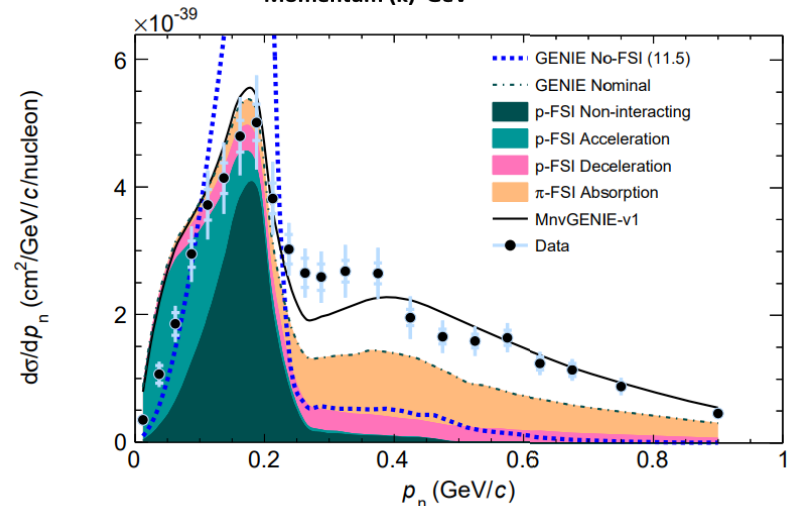 Momentum (k) GeV
×10⁻³⁹
6
4
2
0
dσ/dpₙ (cm²/GeV/c/nucleon)
GENIE No-FSI (11.5)
GENIE Nominal
p-FSI Non-interacting
p-FSI Acceleration
p-FSI Deceleration
π-FSI Absorption
MnvGENIE-v1
Data
0 0.2 0.4 0.6 0.8 1
pₙ (GeV/c)